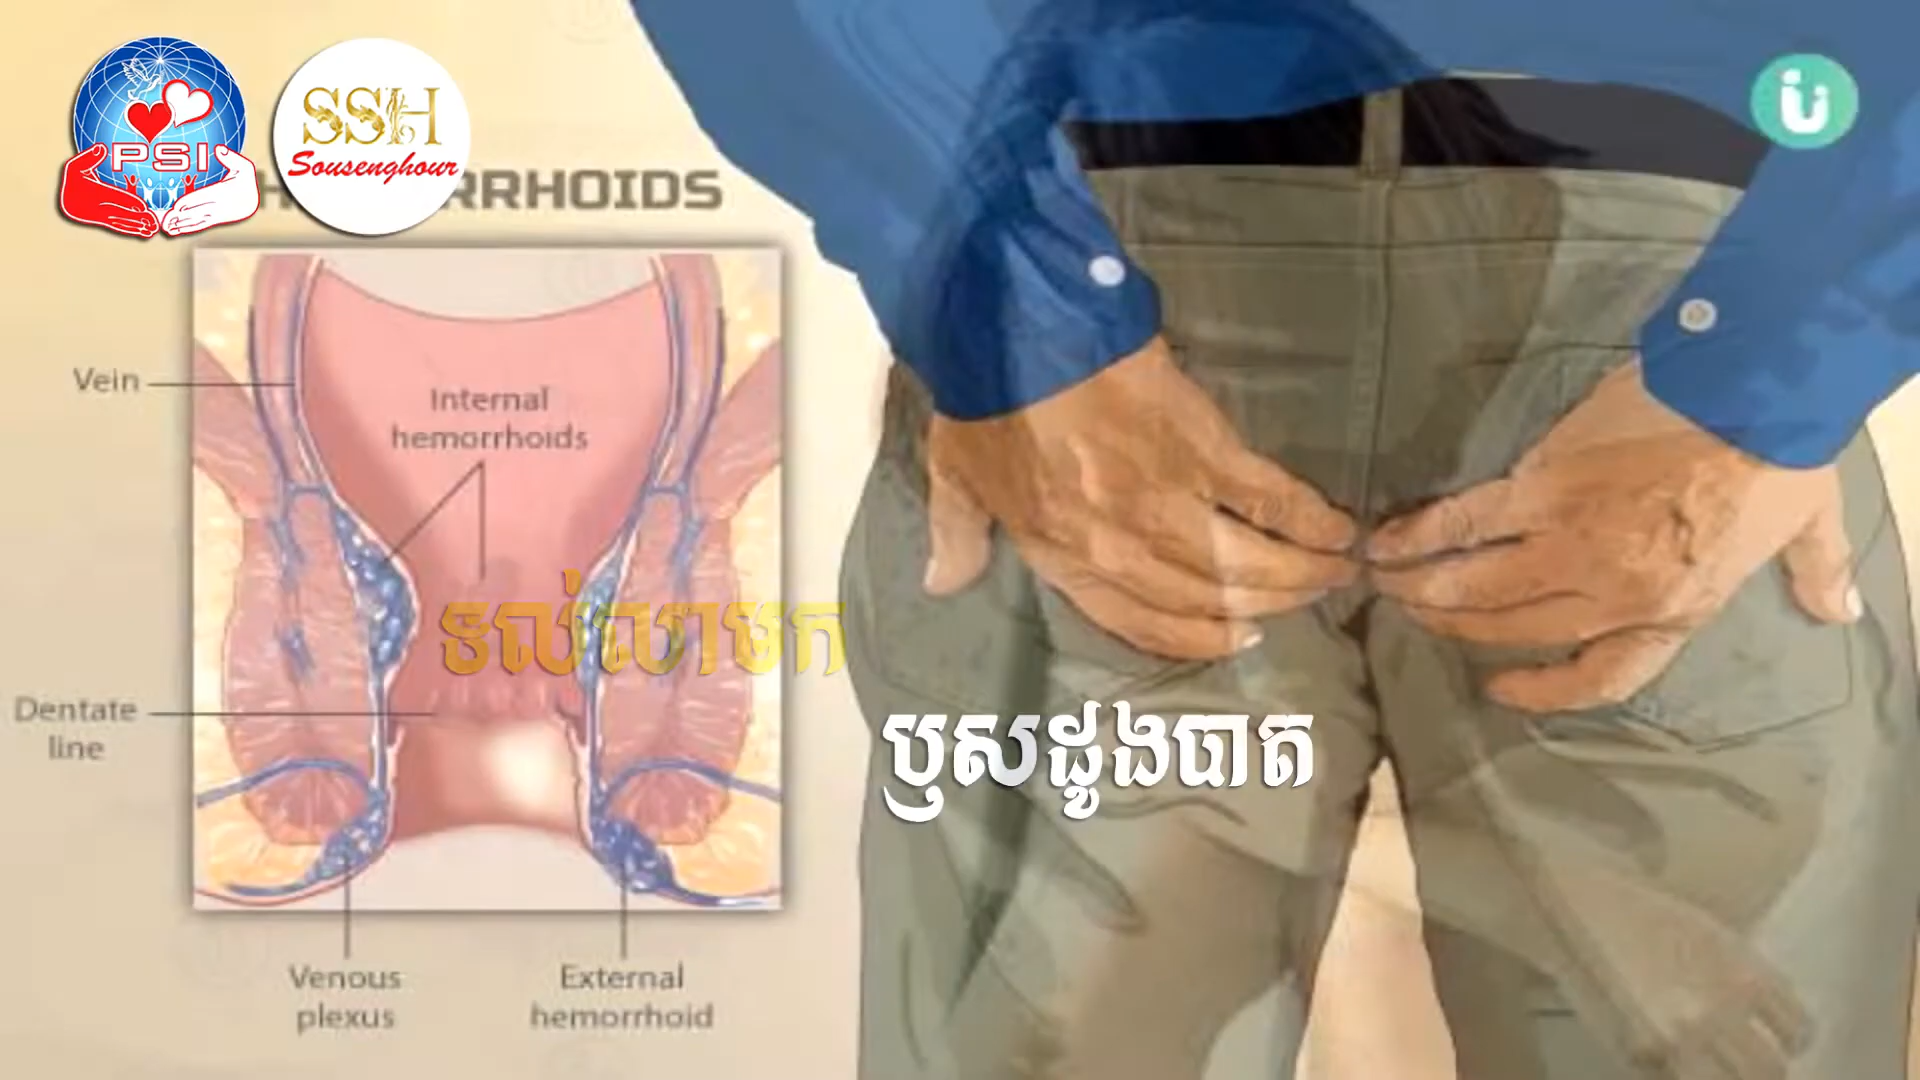 PSI
SSH
Sousenghour
RRHOIDS
Vein
Internal
hemorrhoids
ទល់លាមក
Dentate
line
ឬសដូងបាត
Venous
plexus
External
hemorrhoid